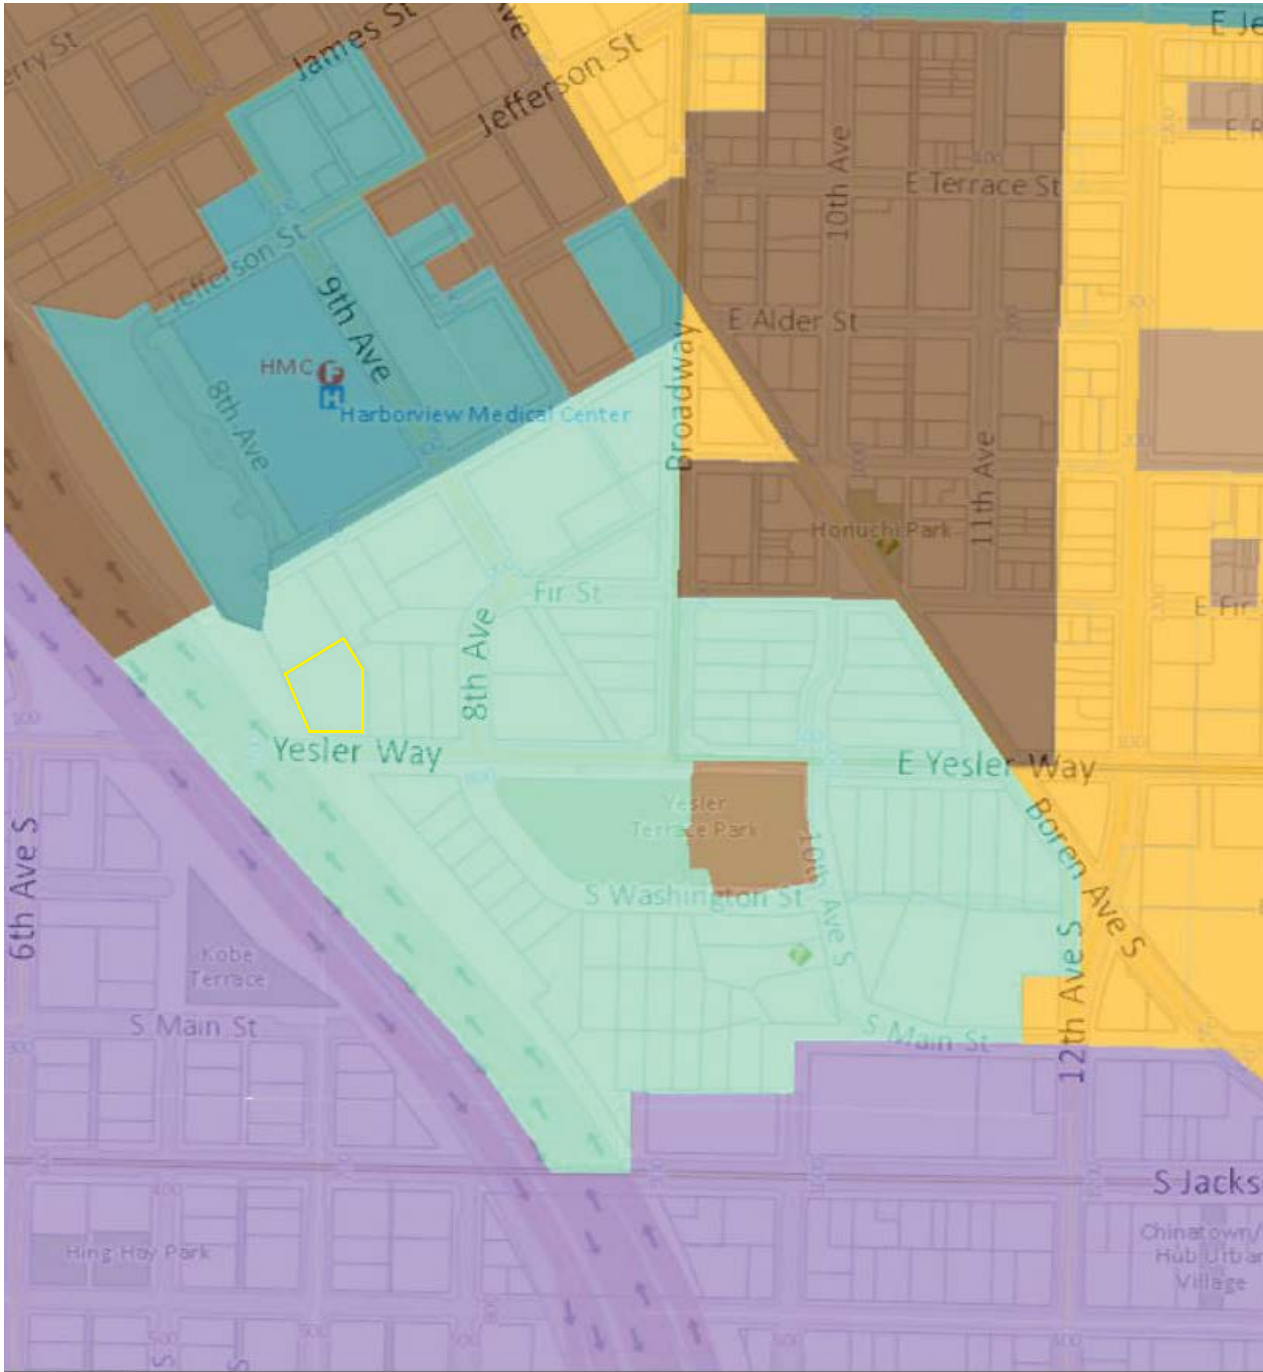 James St
Ave
Jefferson St
E Je
erry St
10th Ave
E Terrace St
Jefferson St
9th Ave
E Alder St
HMC
F
H
Harborview Medical Center
8th Ave
Broadway
11th Ave
Horiuchi Park
Fir St
E Fir
8th Ave
Yesler Way
E Yesler Way
Yesler
Terrace Park
Boren Ave S
10th Ave S
S Washington St
6th Ave S
Kobe
Terrace
12th Ave S
S Main St
S Main St
S Jacks
Chinatown/
Hub Urban
Village
Hing Hay Park